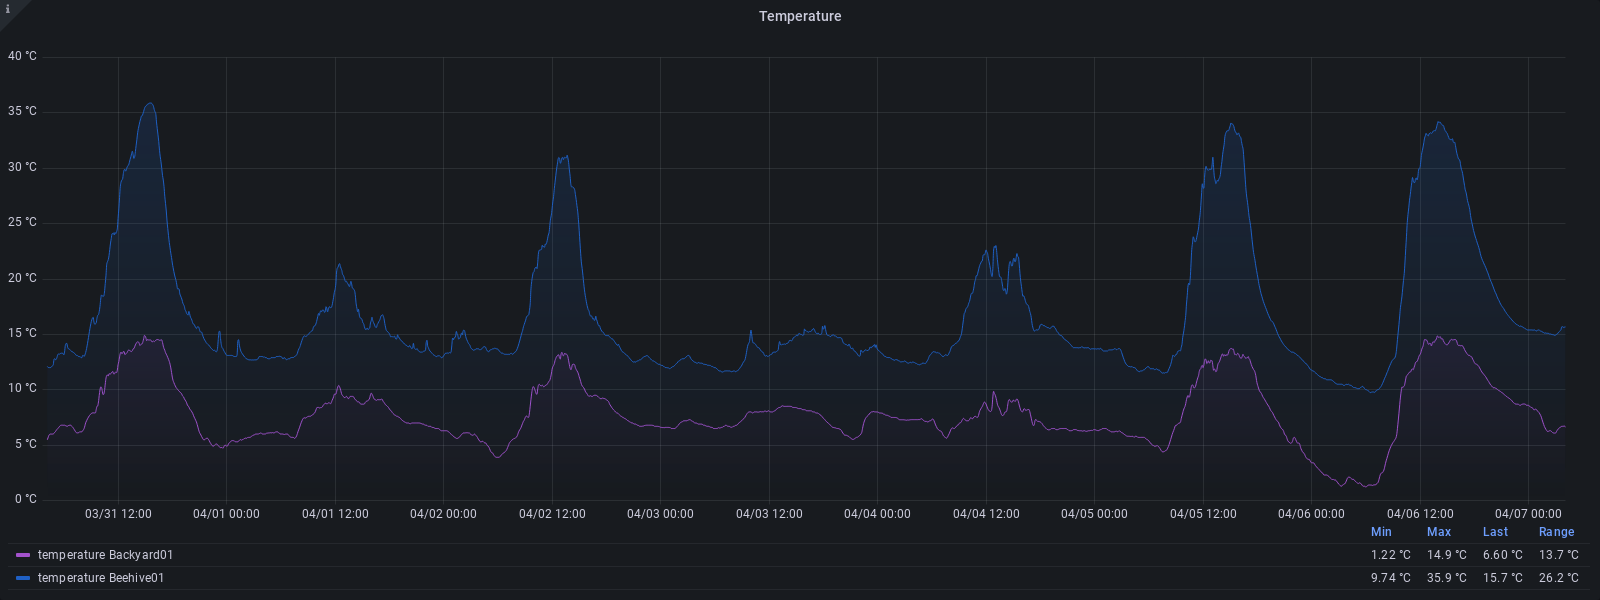 i
Temperature
40 °C
35 °C
30 °C
25 °C
20 °C
15 °C
10 °C
5 °C
0 °C
03/31 12:00 04/01 00:00 04/01 12:00 04/02 00:00 04/02 12:00 04/03 00:00 04/03 12:00 04/04 00:00 04/04 12:00 04/05 00:00 04/05 12:00 04/06 00:00 04/06 12:00 04/07 00:00
Min Max Last Range
temperature Backyard01 1.22 °C 14.9 °C 6.60 °C 13.7 °C
temperature Beehive01 9.74 °C 35.9 °C 15.7 °C 26.2 °C